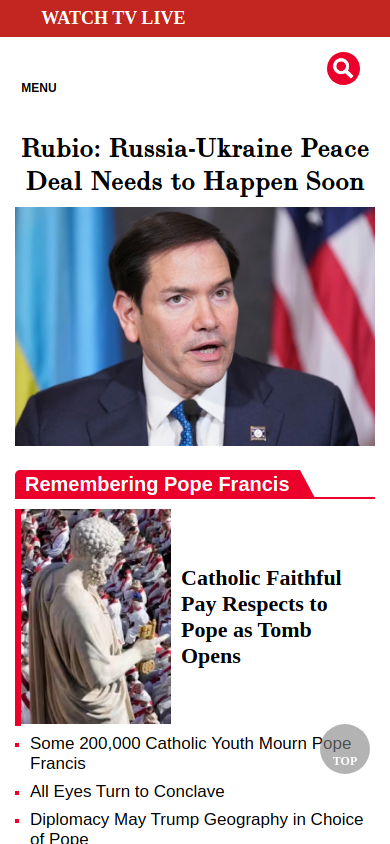 WATCH TV LIVE
MENU
Rubio: Russia-Ukraine Peace
Deal Needs to Happen Soon
Remembering Pope Francis
Catholic Faithful
Pay Respects to
Pope as Tomb
Opens
Some 200,000 Catholic Youth Mourn Pope
Francis
TOP
All Eyes Turn to Conclave
Diplomacy May Trump Geography in Choice
of Pope